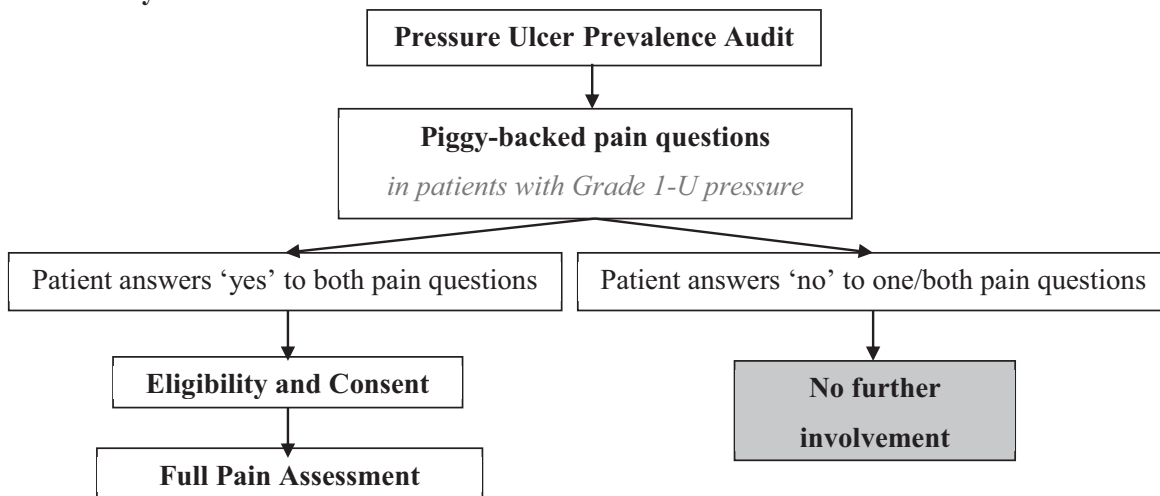 Pressure Ulcer Prevalence Audit
Piggy-backed pain questions
in patients with Grade 1-U pressure
Patient answers ‘yes’ to both pain questions
Patient answers ‘no’ to one/both pain questions
Eligibility and Consent
No further
involvement
Full Pain Assessment